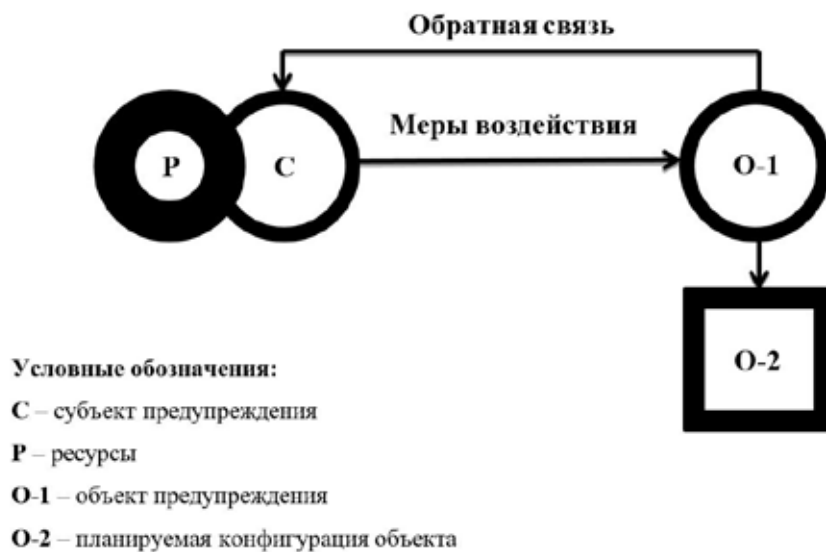 Обратная связь
Меры воздействия
Р
С
О-1
О-2
Условные обозначения:
С – субъект предупреждения
Р – ресурсы
О-1 – объект предупреждения
О-2 – планируемая конфигурация объекта